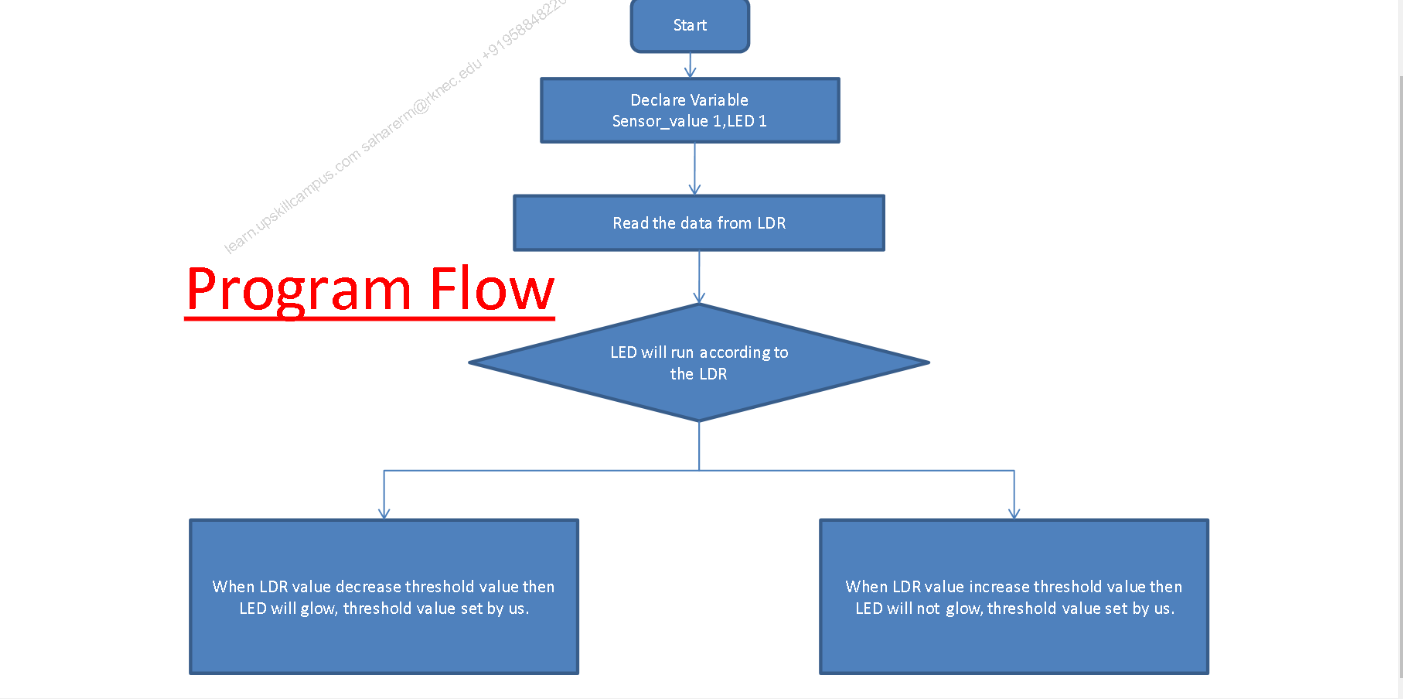 Start
learn.upskillcampus.com saharerm@rknec.edu
Declare Variable
Sensor_value 1,LED 1
Read the data from LDR
Program Flow
LED will run according to
the LDR
When LDR value decrease threshold value then
LED will glow, threshold value set by us.
When LDR value increase threshold value then
LED will not glow, threshold value set by us.